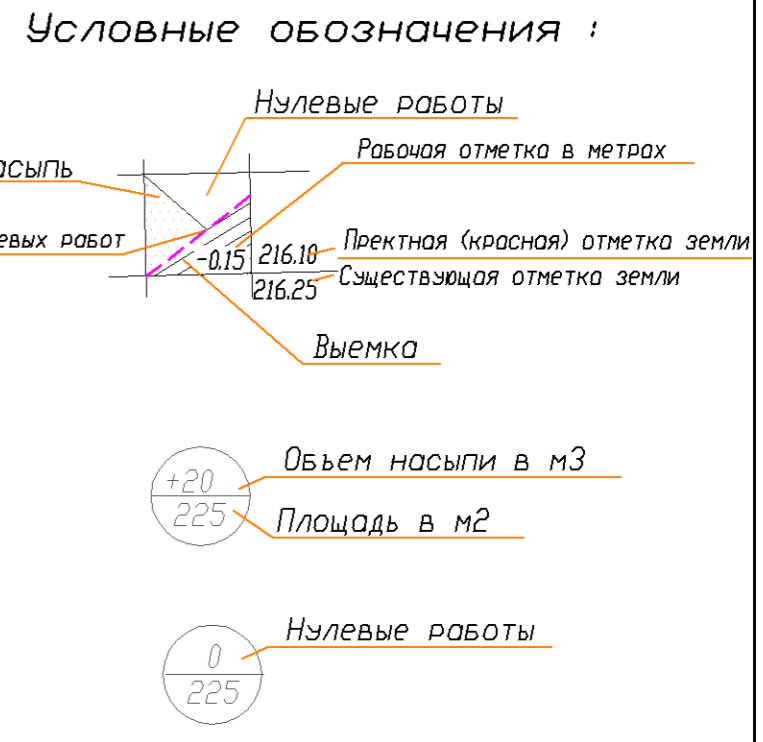 Условные обозначения :
Нулевые работы
Рабочая отметка в метрах
асыпь
евых работ
-0.15 216.10 Пректная (красная) отметка земли
216.25 Существующая отметка земли
Выемка
+20 Объем насыпи в м3
225 Площадь в м2
0 Нулевые работы
225